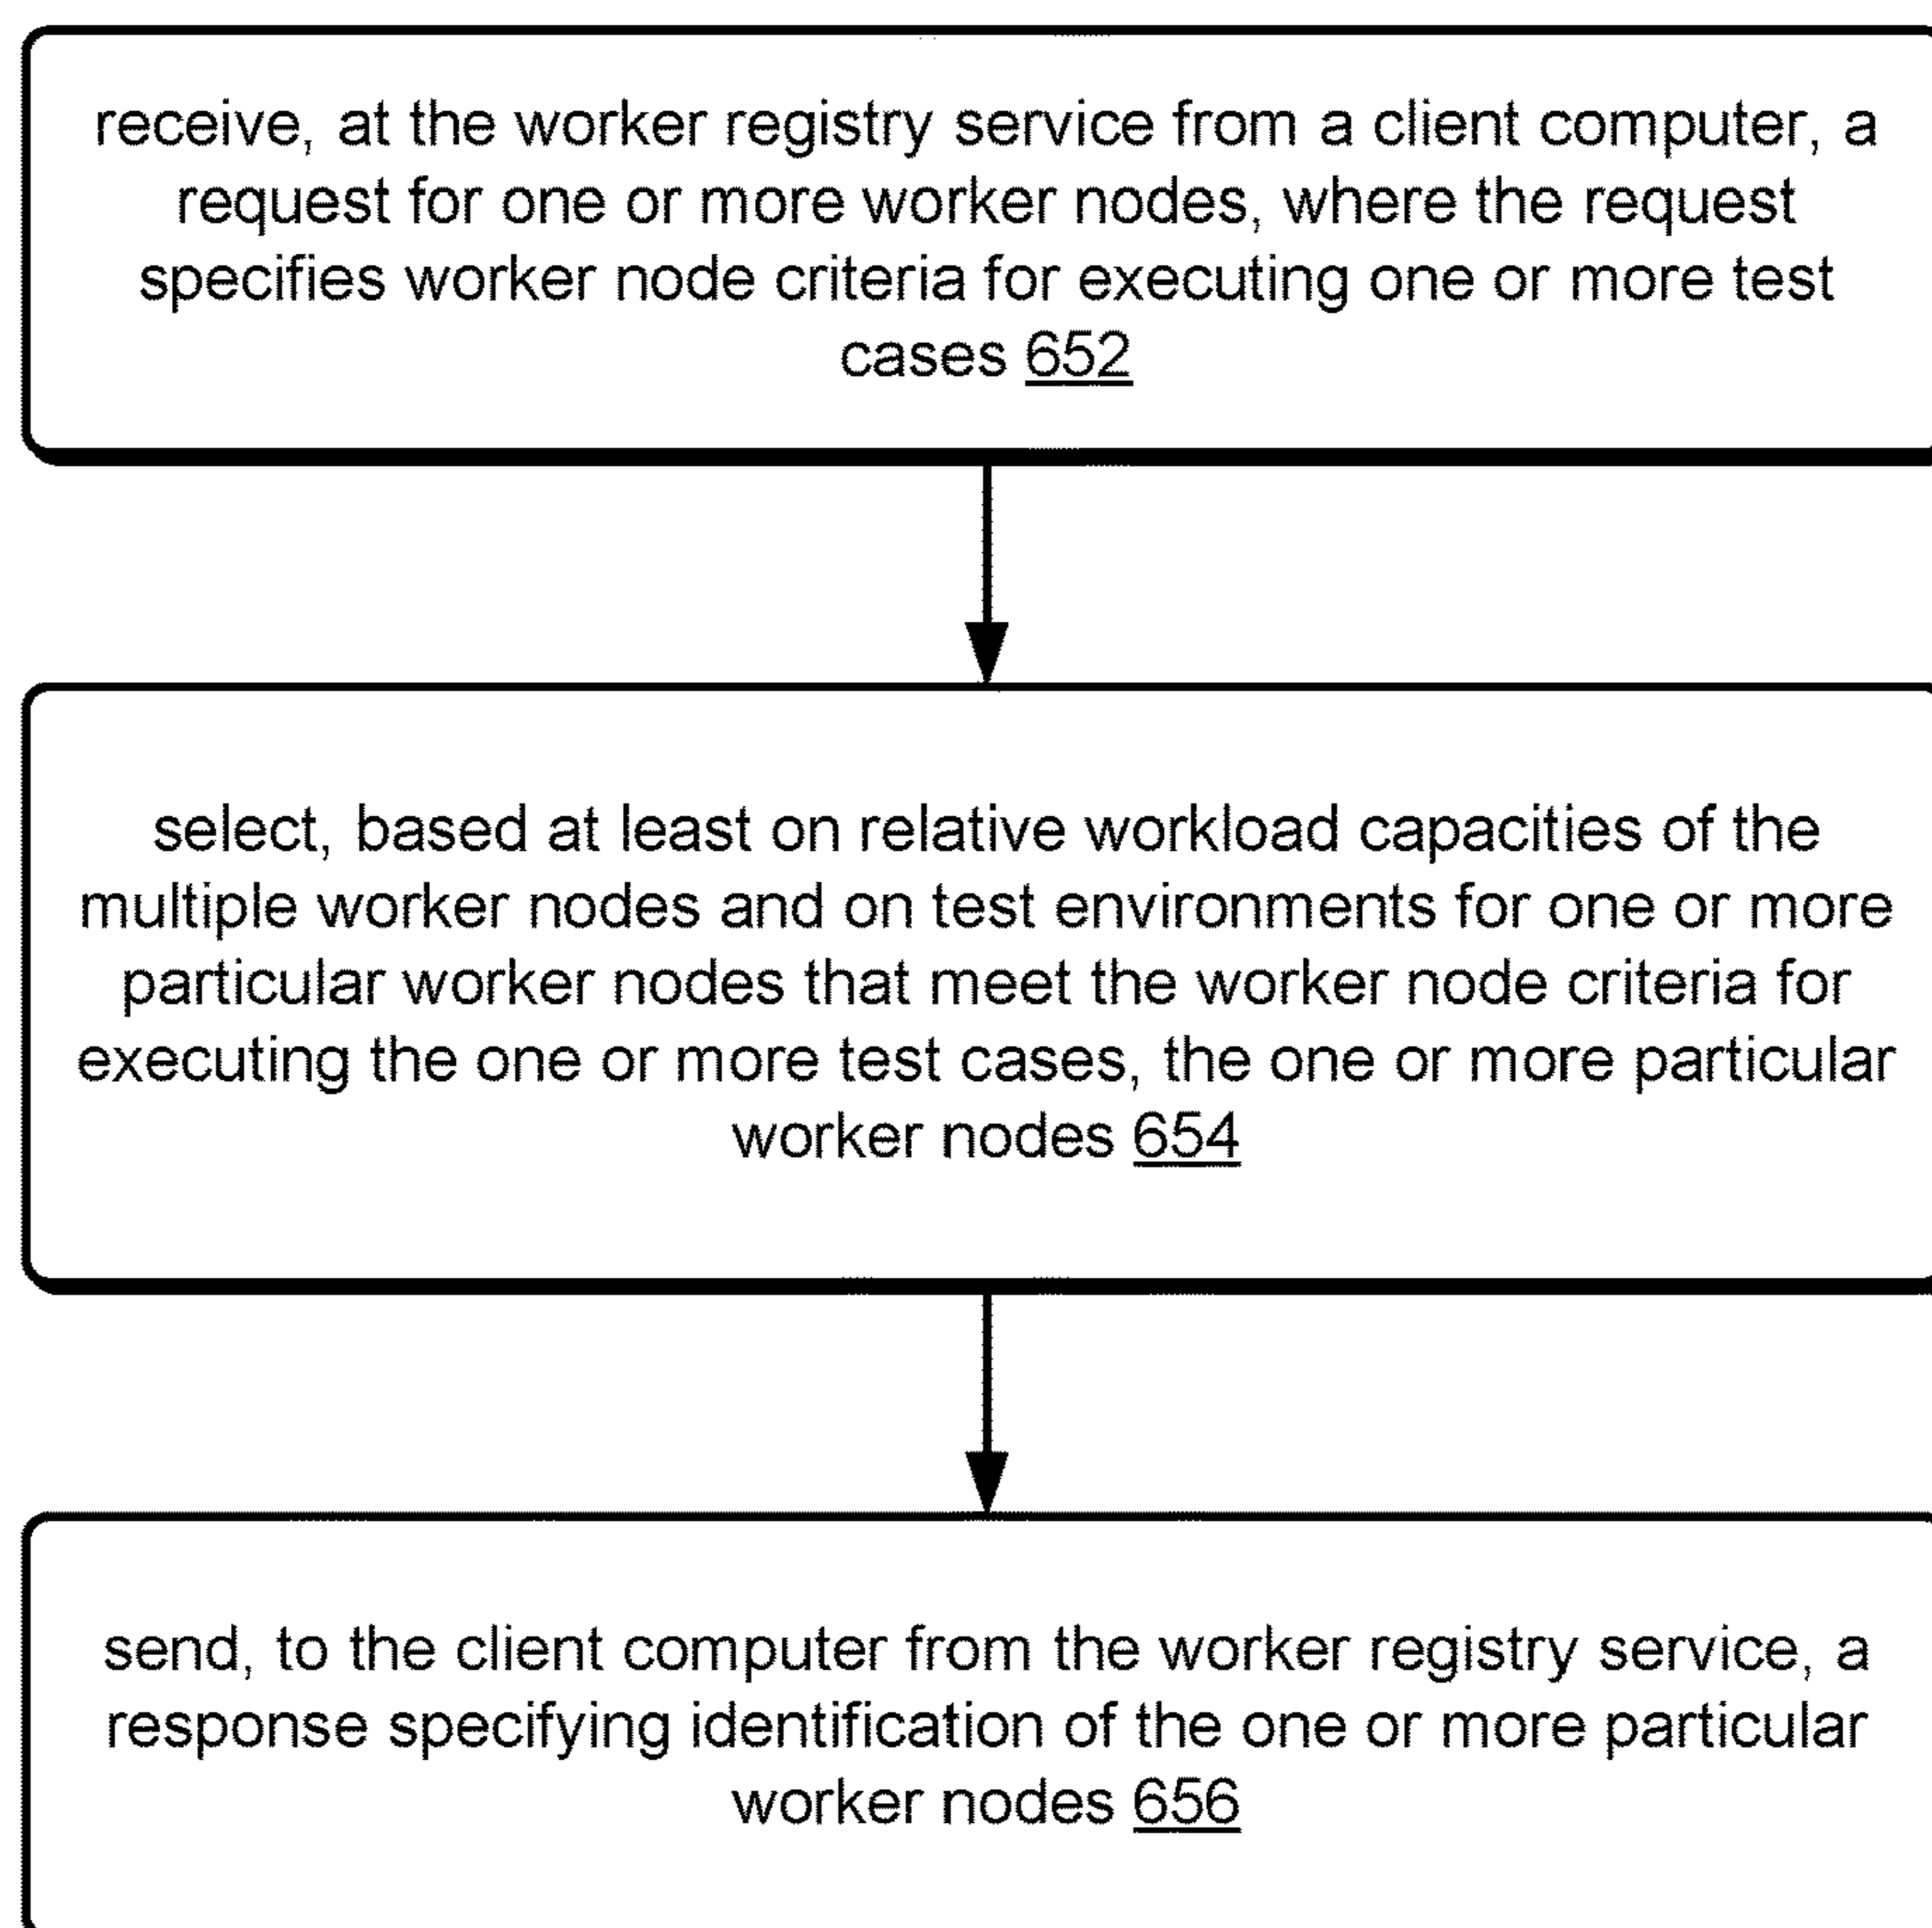 receive, at the worker registry service from a client computer, a
request for one or more worker nodes, where the request
specifies worker node criteria for executing one or more test
cases 652
select, based at least on relative workload capacities of the
multiple worker nodes and on test environments for one or more
particular worker nodes that meet the worker node criteria for
executing the one or more test cases, the one or more particular
worker nodes 654
send, to the client computer from the worker registry service, a
response specifying identification of the one or more particular
worker nodes 656